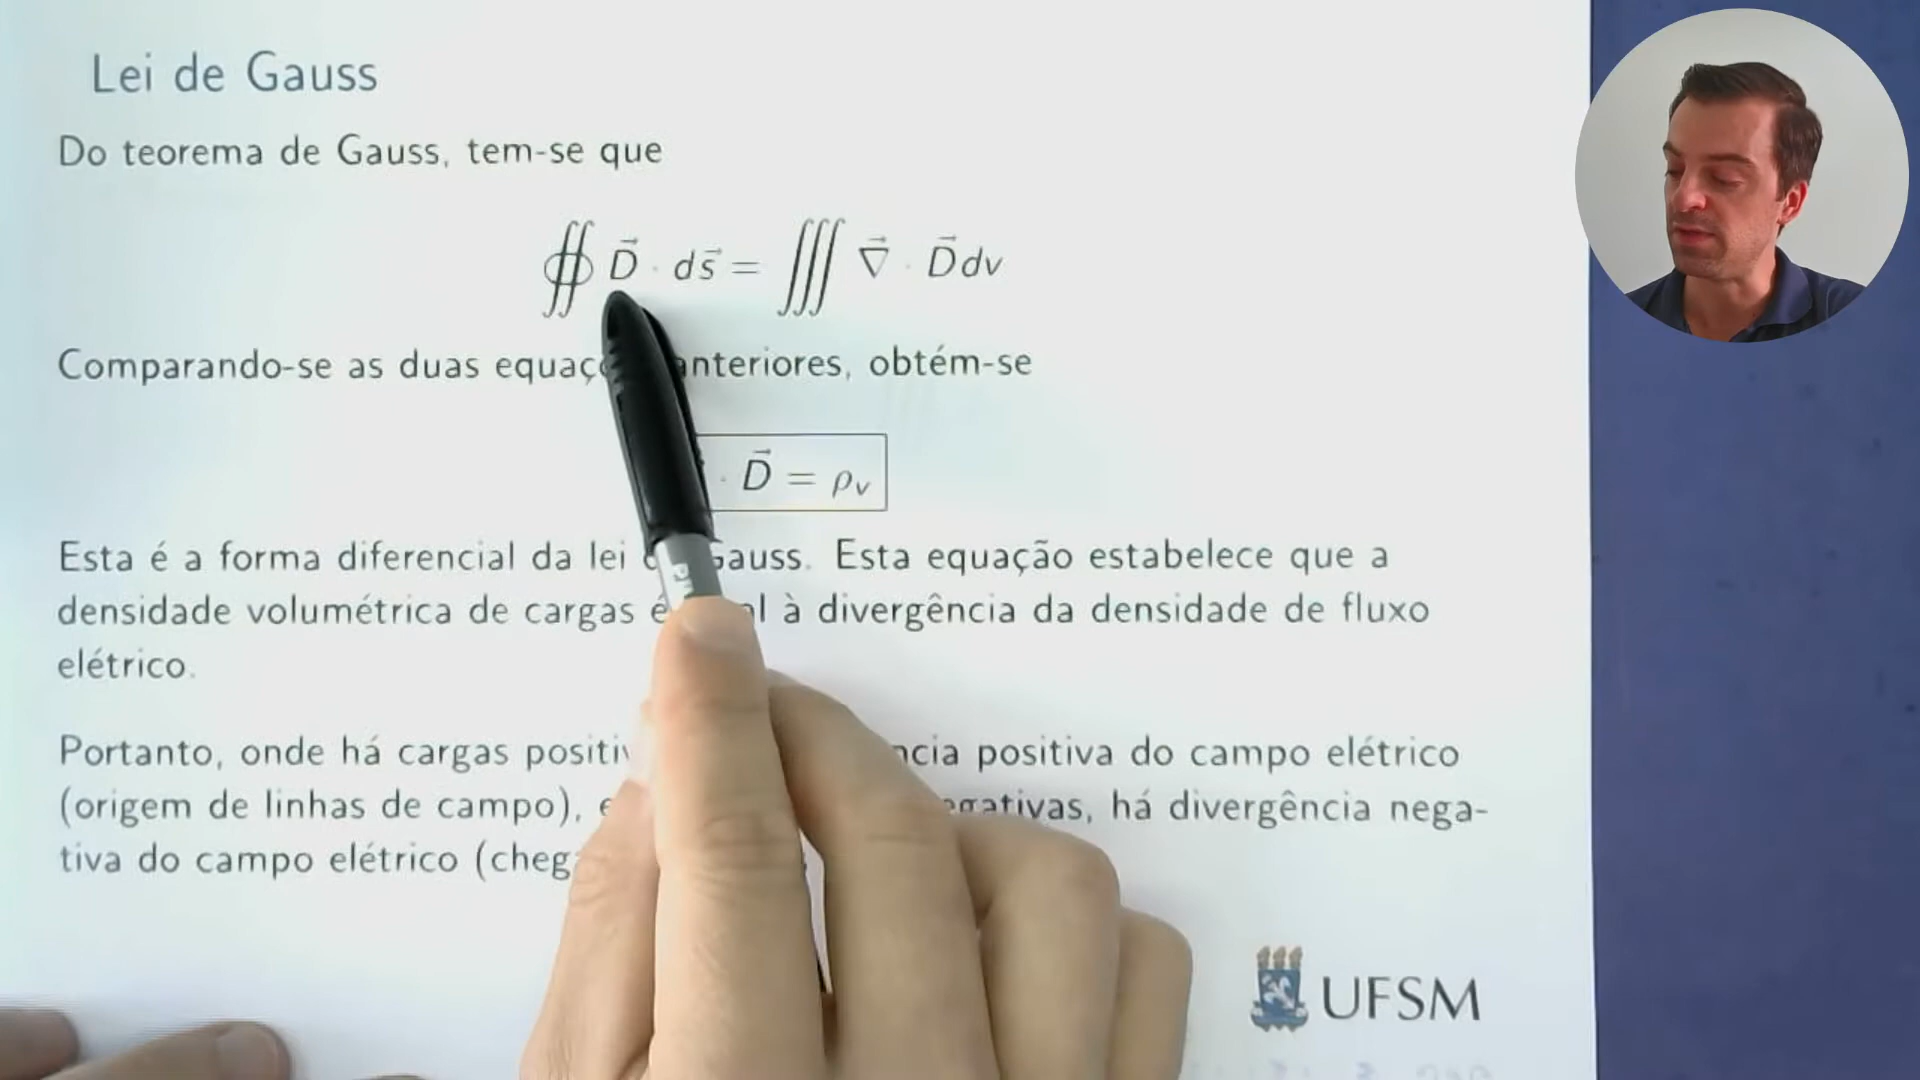 Lei de Gauss
Do teorema de Gauss, tem-se que
∯ D⃗ · ds⃗ = ∭ ∇⃗ · D⃗ dv
Comparando-se as duas anteriores, obtém-se
· D⃗ = ρᵥ
Esta é a forma diferencial da lei Gauss. Esta equação estabelece que a
densidade volumétrica de cargas é à divergência da densidade de fluxo
elétrico.
Portanto, onde há cargas positiva do campo elétrico
(origem de linhas de campo), há divergência nega-
tiva do campo elétrico
UFSM